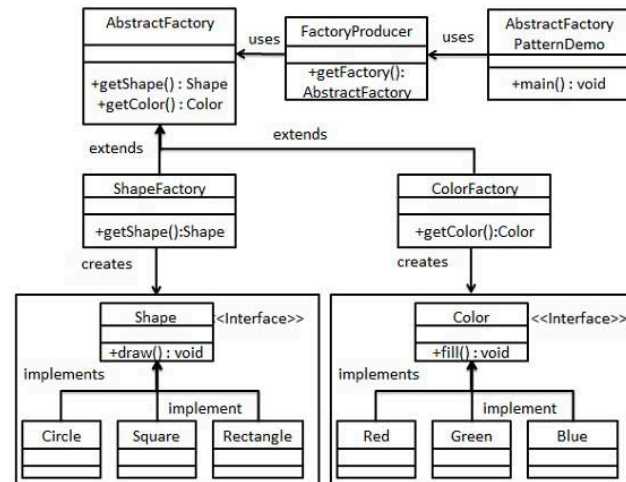 AbstractFactory
+getShape() : Shape
+getColor() : Color
uses
FactoryProducer
+getFactory():
AbstractFactory
uses
AbstractFactory
PatternDemo
+main() : void
extends
extends
ShapeFactory
+getShape():Shape
ColorFactory
+getColor():Color
creates
creates
Shape
<<Interface>>
+draw() : void
implements
implement
Circle
Square
Rectangle
Color
<<Interface>>
+fill() : void
implements
implement
Red
Green
Blue